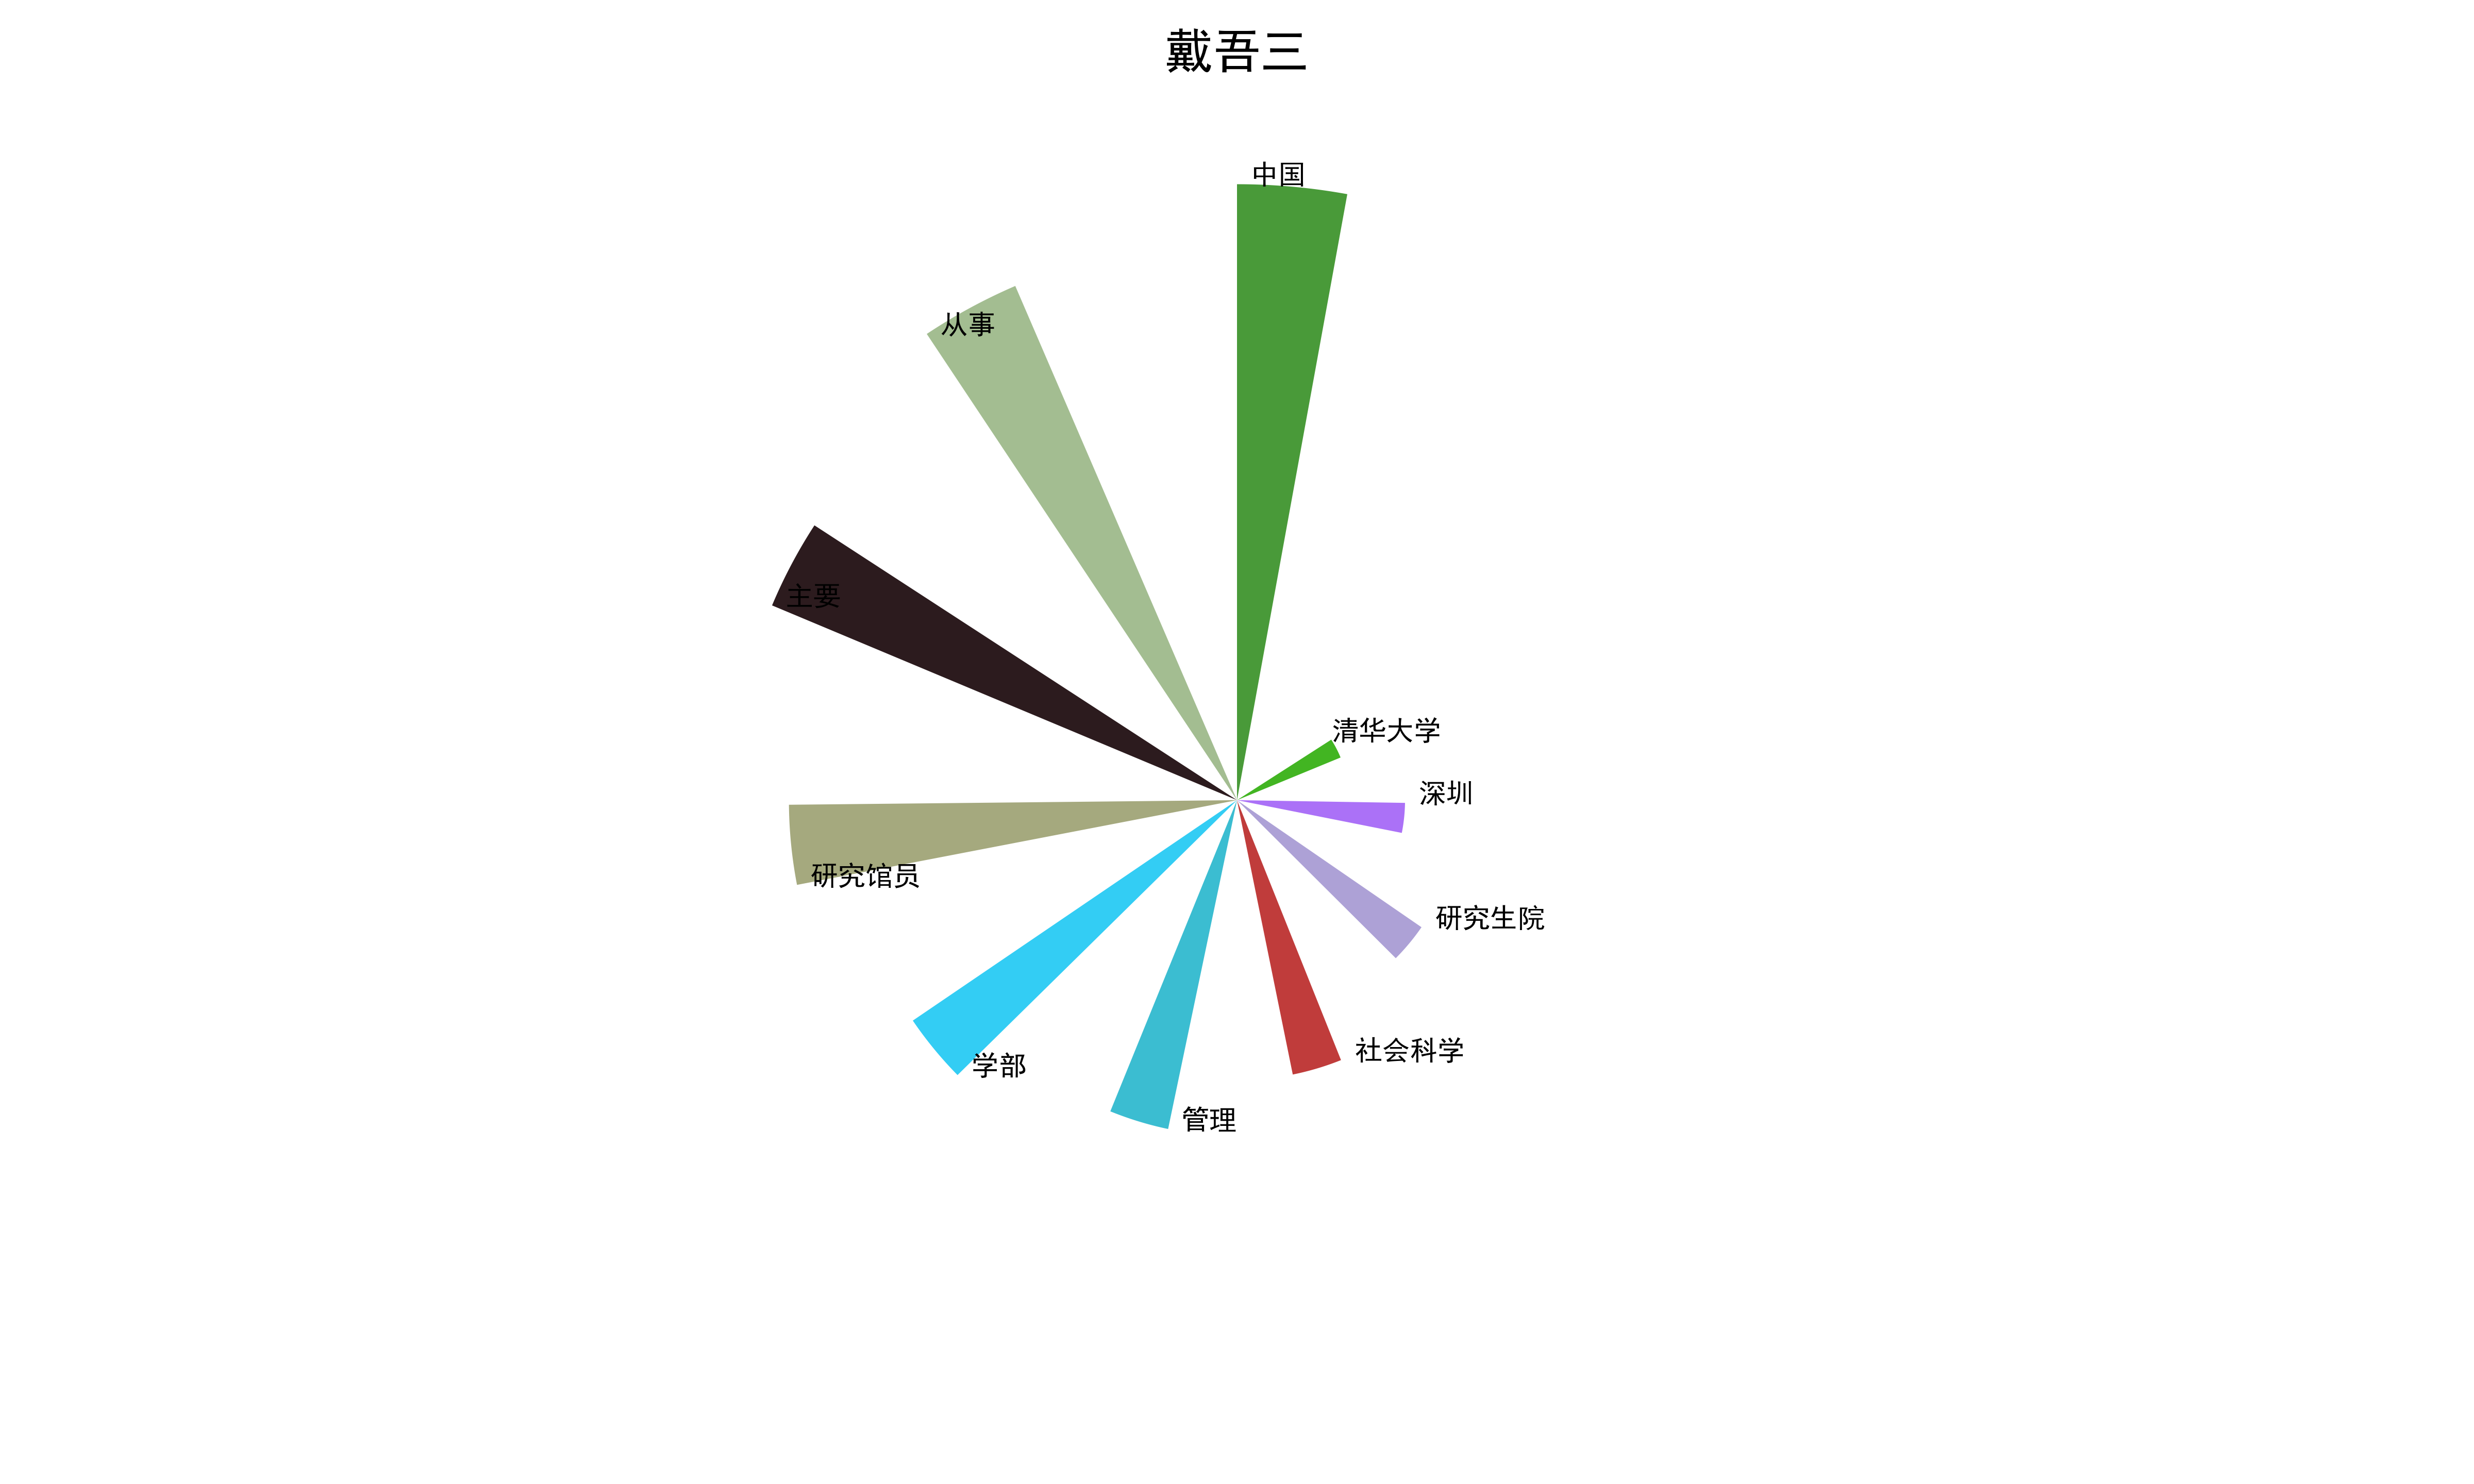 戴吾三
中国
从事
主要
清华大学
深圳
研究馆员
研究生院
社会科学
学部
管理